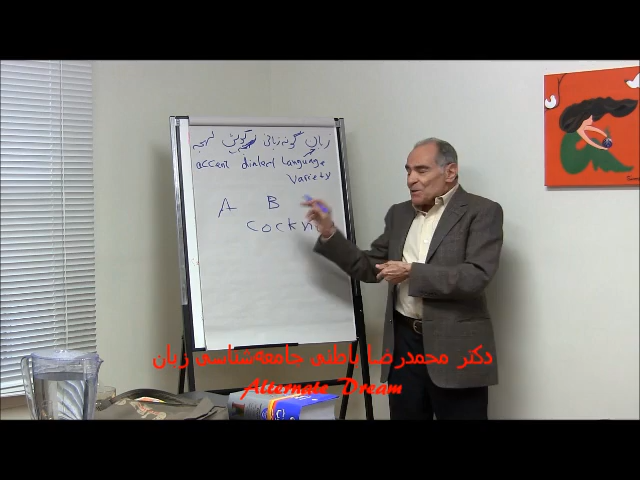 زبان گونه زبانی گویش لهجه
accent dialect Language
Variety
A B
cockn
دکتر محمدرضا باطنی جامعه‌شناسی زبان
Alternate Dream